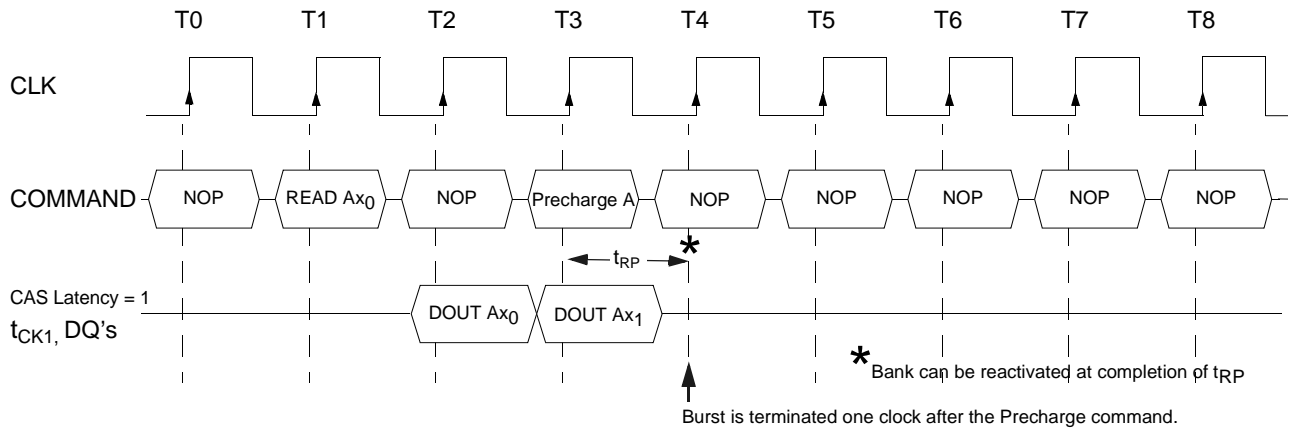 T0 T1 T2 T3 T4 T5 T6 T7 T8
CLK
COMMAND NOP READ Ax0 NOP Precharge A NOP NOP NOP NOP NOP
*
tRP
CAS Latency = 1
tCK1, DQ's DOUT Ax0 DOUT Ax1
*Bank can be reactivated at completion of tRP
Burst is terminated one clock after the Precharge command.